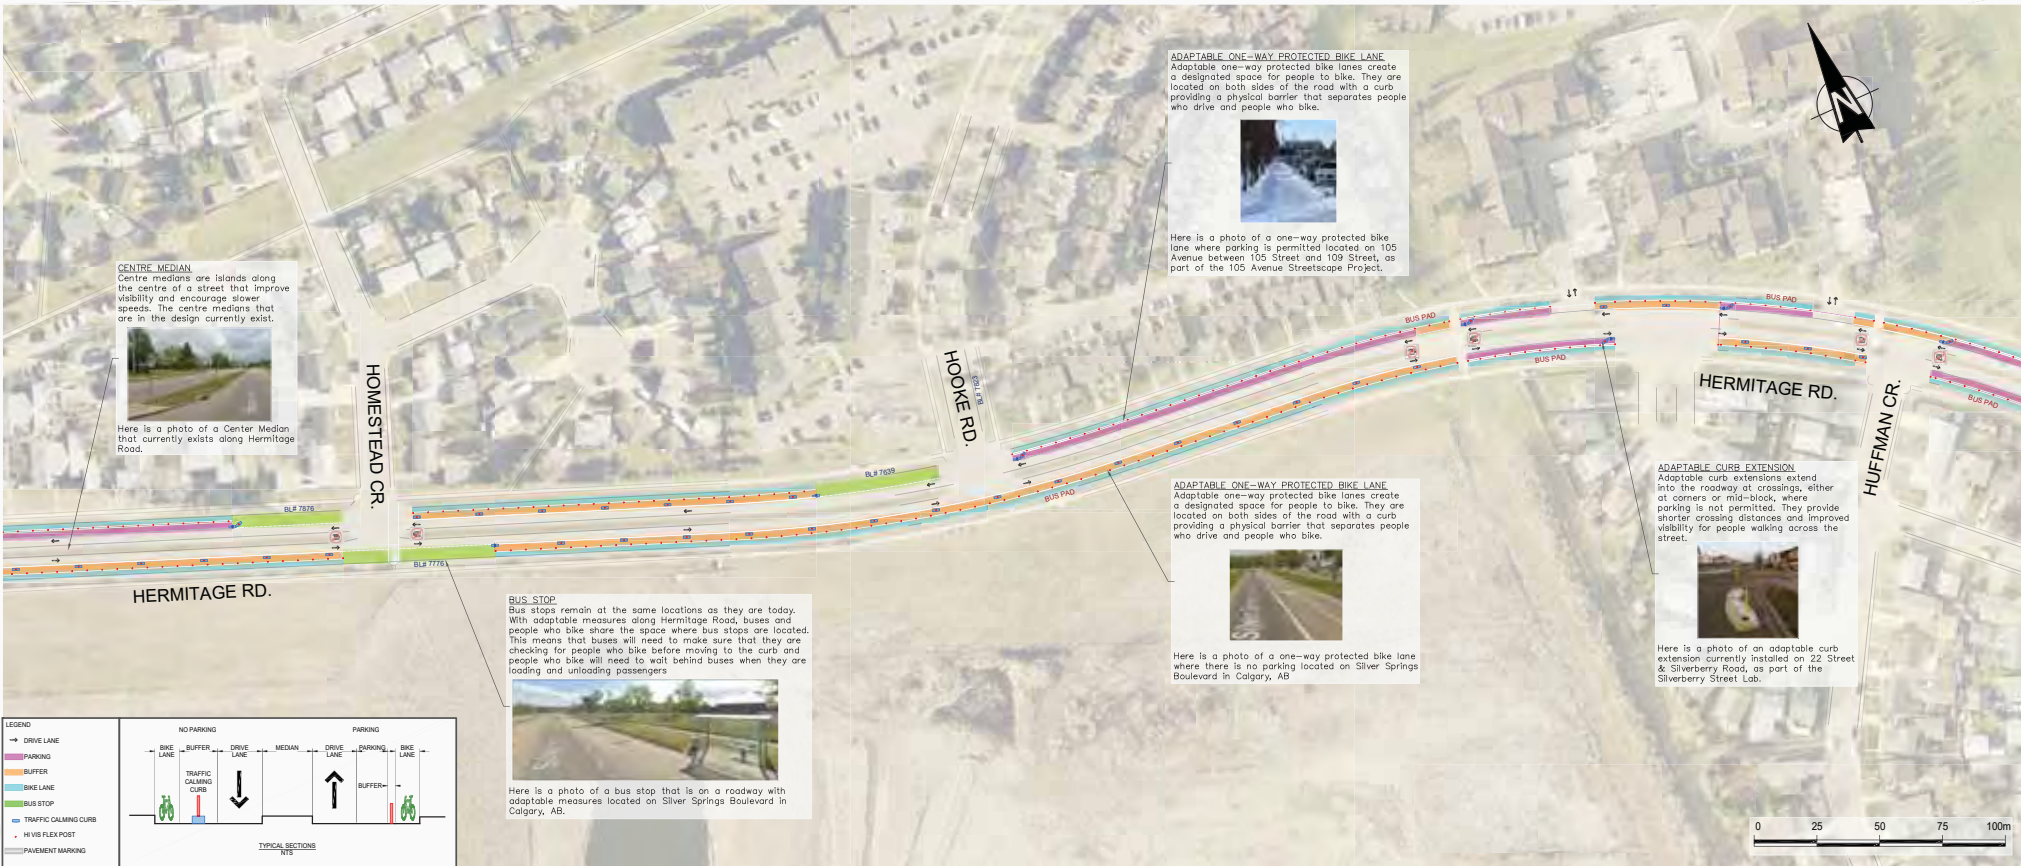 ADAPTABLE ONE-WAY PROTECTED BIKE LANE
Adaptable one-way protected bike lanes create
a designated space for people to bike. They are
located on both sides of the road with a curb
providing a physical barrier that separates people
who drive and people who bike.
Here is a photo of a one-way protected bike
lane where parking is permitted located on 105
Avenue between 105 Street and 109 Street, as
part of the 105 Avenue Streetscape Project.
N
CENTRE MEDIAN
Centre medians are islands along
the centre of a street that improve
visibility and encourage slower
speeds. The centre medians that
are in the design currently exist.
Here is a photo of a Center Median
that currently exists along Hermitage
Road.
HOMESTEAD CR.
HOOKE RD.
BL# 7603
BUS PAD
BUS PAD
BUS PAD
HERMITAGE RD.
HUFFMAN CR.
BUS PAD
BL# 7639
BUS PAD
BL# 7876
BL# 7776
HERMITAGE RD.
ADAPTABLE ONE-WAY PROTECTED BIKE LANE
Adaptable one-way protected bike lanes create
a designated space for people to bike. They are
located on both sides of the road with a curb
providing a physical barrier that separates people
who drive and people who bike.
Here is a photo of a one-way protected bike lane
where there is no parking located on Silver Springs
Boulevard in Calgary, AB
ADAPTABLE CURB EXTENSION
Adaptable curb extensions extend
into the roadway at crossings, either
at corners or mid-block, where
parking is not permitted. They provide
shorter crossing distances and improved
visibility for people walking across the
street.
Here is a photo of an adaptable curb
extension currently installed on 22 Street
& Silverberry Road, as part of the
Silverberry Street Lab.
BUS STOP
Bus stops remain at the same locations as they are today.
With adaptable measures along Hermitage Road, buses and
people who bike share the space where bus stops are located.
This means that buses will need to make sure that they are
checking for people who bike before moving to the curb and
people who bike will need to wait behind buses when they are
loading and unloading passengers
Here is a photo of a bus stop that is on a roadway with
adaptable measures located on Silver Springs Boulevard in
Calgary, AB.
LEGEND
DRIVE LANE
PARKING
BUFFER
BIKE LANE
BUS STOP
TRAFFIC CALMING CURB
HI VIS FLEX POST
PAVEMENT MARKING
NO PARKING
PARKING
BIKE LANE
BUFFER
DRIVE LANE
MEDIAN
DRIVE LANE
PARKING
BIKE LANE
TRAFFIC
CALMING
CURB
BUFFER
TYPICAL SECTIONS
NTS
0 25 50 75 100m